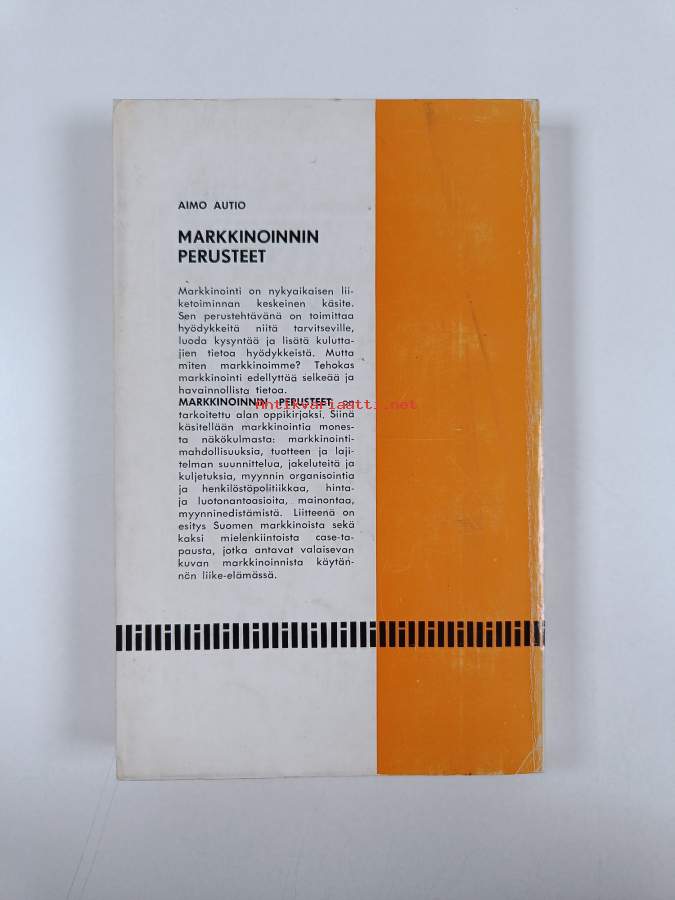 AIMO AUTIO
MARKKINOINNIN
PERUSTEET
Markkinointi on nykyaikaisen lii-
ketoiminnan keskeinen käsite.
Sen perustehtävänä on toimittaa
hyödykkeitä niitä tarvitseville,
luoda kysyntää ja lisätä kulutta-
jien tietoa hyödykkeistä. Mutta
miten markkinoimme? Tehokas
markkinointi edellyttää selkeää ja
havainnollista tietoa.
MARKKINOINNIN PERUSTEET on
Antikvariaatti.net
tarkoitettu alan oppikirjaksi. Siinä
käsitellään markkinointia mones-
ta näkökulmasta: markkinointi-
mahdollisuuksia, tuotteen ja laji-
telman suunnittelua, jakeluteitä ja
kuljetuksia, myynnin organisointia
ja henkilöstöpolitiikkaa, hinta-
ja luotonantoasioita, mainontaa,
myynninedistämistä. Liitteenä on
esitys Suomen markkinoista sekä
kaksi mielenkiintoista case-ta-
pausta, jotka antavat valaisevan
kuvan markkinoinnista käytän-
nön liike-elämässä.